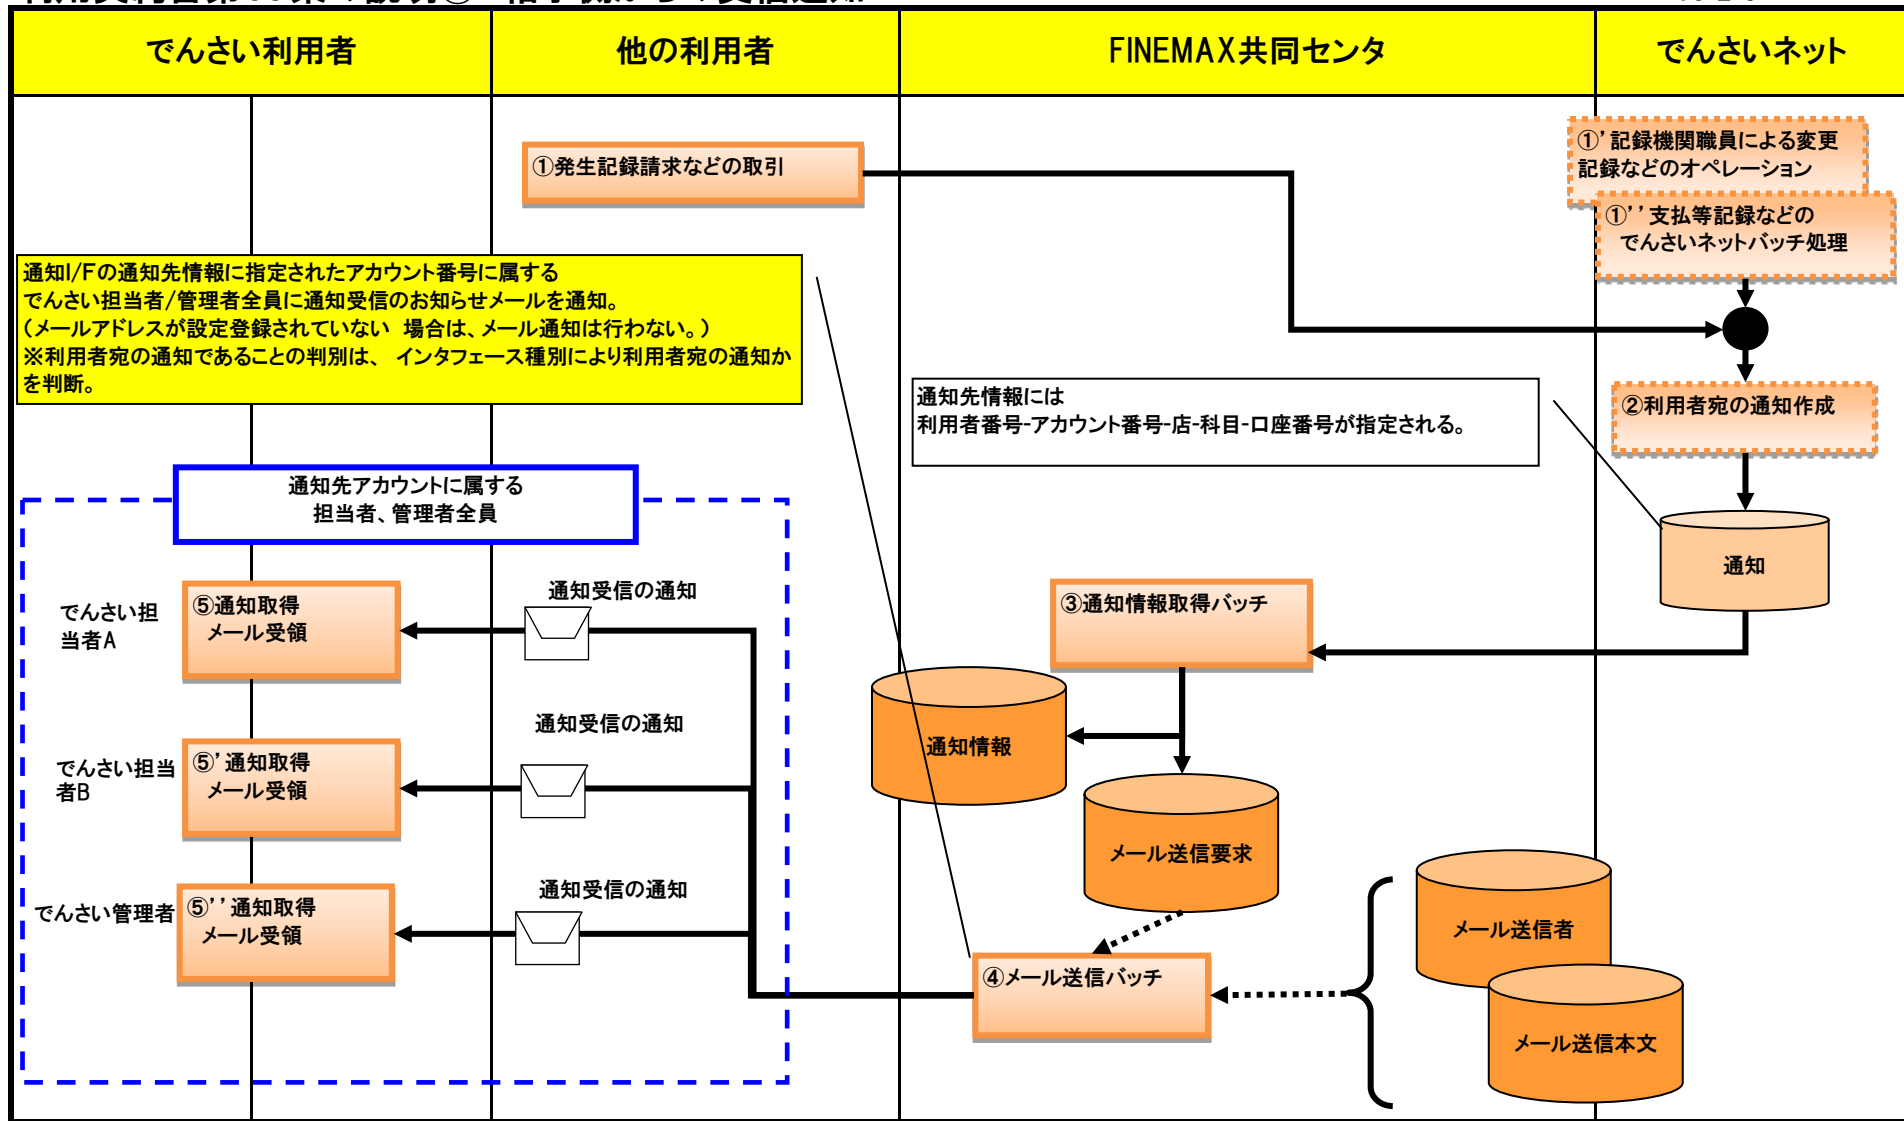 でんさい利用者
他の利用者
FINEMAX共同センタ
でんさいネット
①発生記録請求などの取引
①'記録機関職員による変更
記録などのオペレーション
①''支払等記録などの
でんさいネットバッチ処理
通知I/Fの通知先情報に指定されたアカウント番号に属する
でんさい担当者/管理者全員に通知受信のお知らせメールを通知。
(メールアドレスが設定登録されていない 場合は、メール通知は行わない。)
※利用者宛の通知であることの判別は、 インタフェース種別により利用者宛の通知か
を判断。
通知先情報には
利用者番号-アカウント番号-店-科目-口座番号が指定される。
②利用者宛の通知作成
通知先アカウントに属する
担当者、管理者全員
通知
でんさい担
当者A
⑤通知取得
メール受領
通知受信の通知
③通知情報取得バッチ
通知情報
でんさい担当
者B
⑤'通知取得
メール受領
通知受信の通知
メール送信要求
でんさい管理者
⑤''通知取得
メール受領
通知受信の通知
④メール送信バッチ
メール送信者
メール送信本文